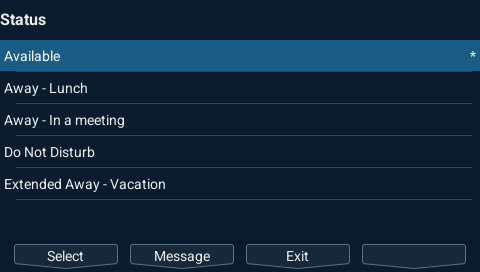 Status
Available *
Away - Lunch
Away - In a meeting
Do Not Disturb
Extended Away - Vacation
Select Message Exit